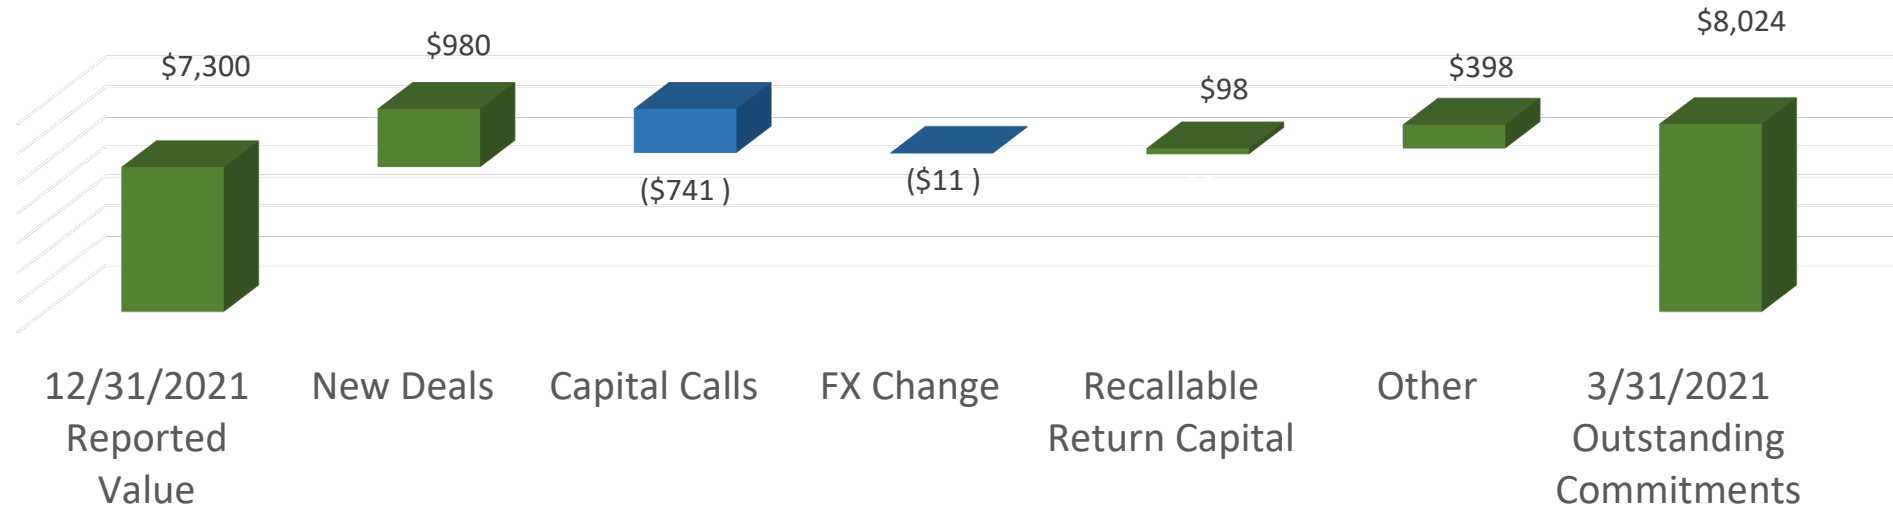 $7,300
$980
($741 )
($11 )
$98
$398
$8,024
12/31/2021
Reported
Value
New Deals
Capital Calls
FX Change
Recallable
Return Capital
Other
3/31/2021
Outstanding
Commitments